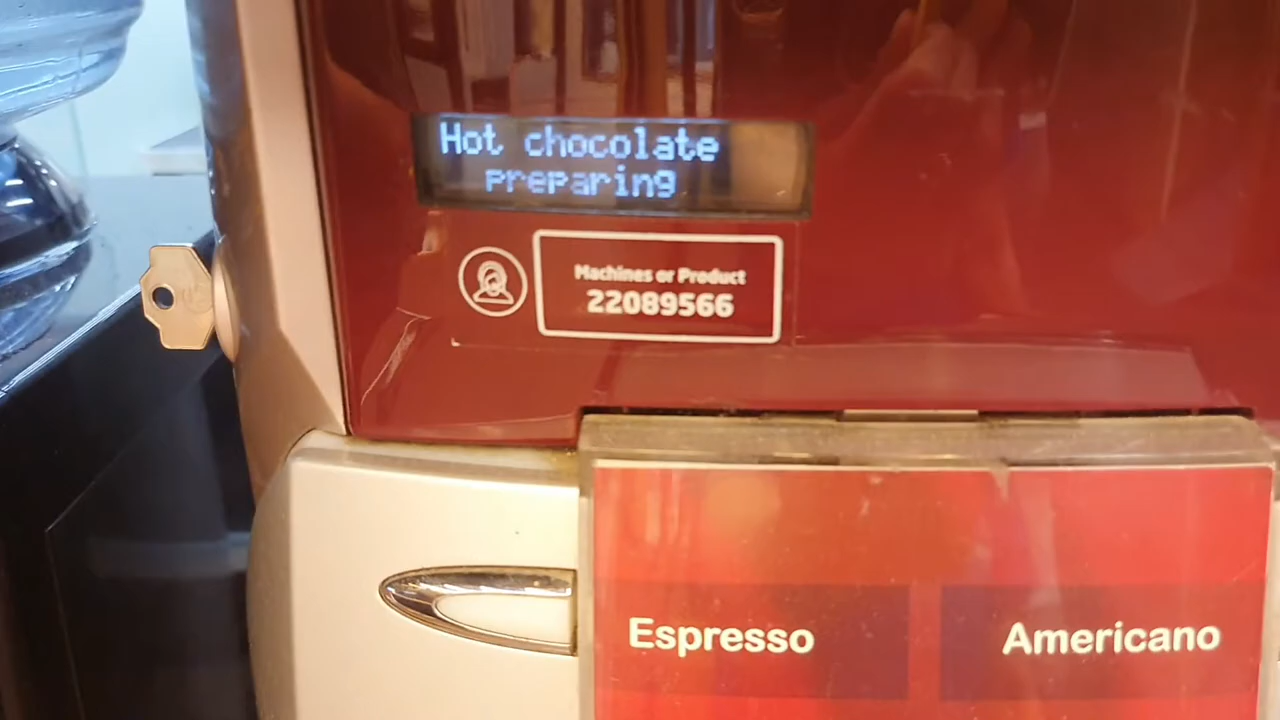 Hot chocolate
preparing
Machines or Product
22089566
Espresso
Americano